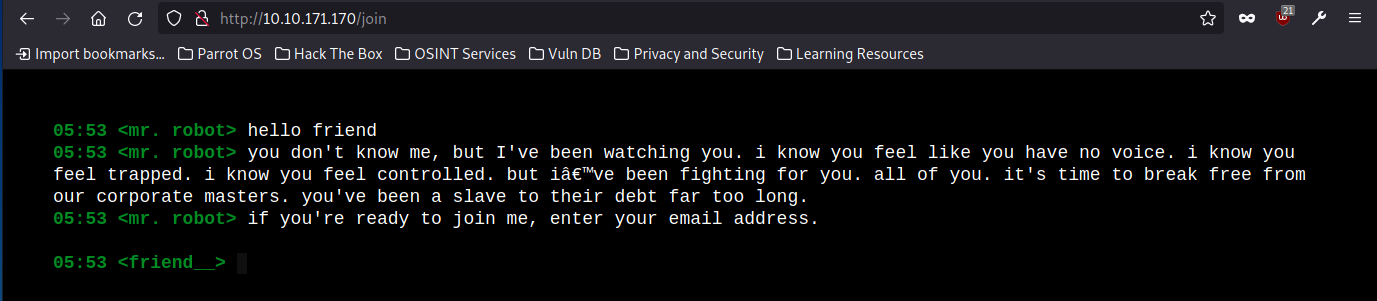 http://10.10.171.170/join
21
Import bookmarks... Parrot OS Hack The Box OSINT Services Vuln DB Privacy and Security Learning Resources
05:53 <mr. robot> hello friend
05:53 <mr. robot> you don't know me, but I've been watching you. i know you feel like you have no voice. i know you
feel trapped. i know you feel controlled. but iâ€™ve been fighting for you. all of you. it's time to break free from
our corporate masters. you've been a slave to their debt far too long.
05:53 <mr. robot> if you're ready to join me, enter your email address.
05:53 <friend__>